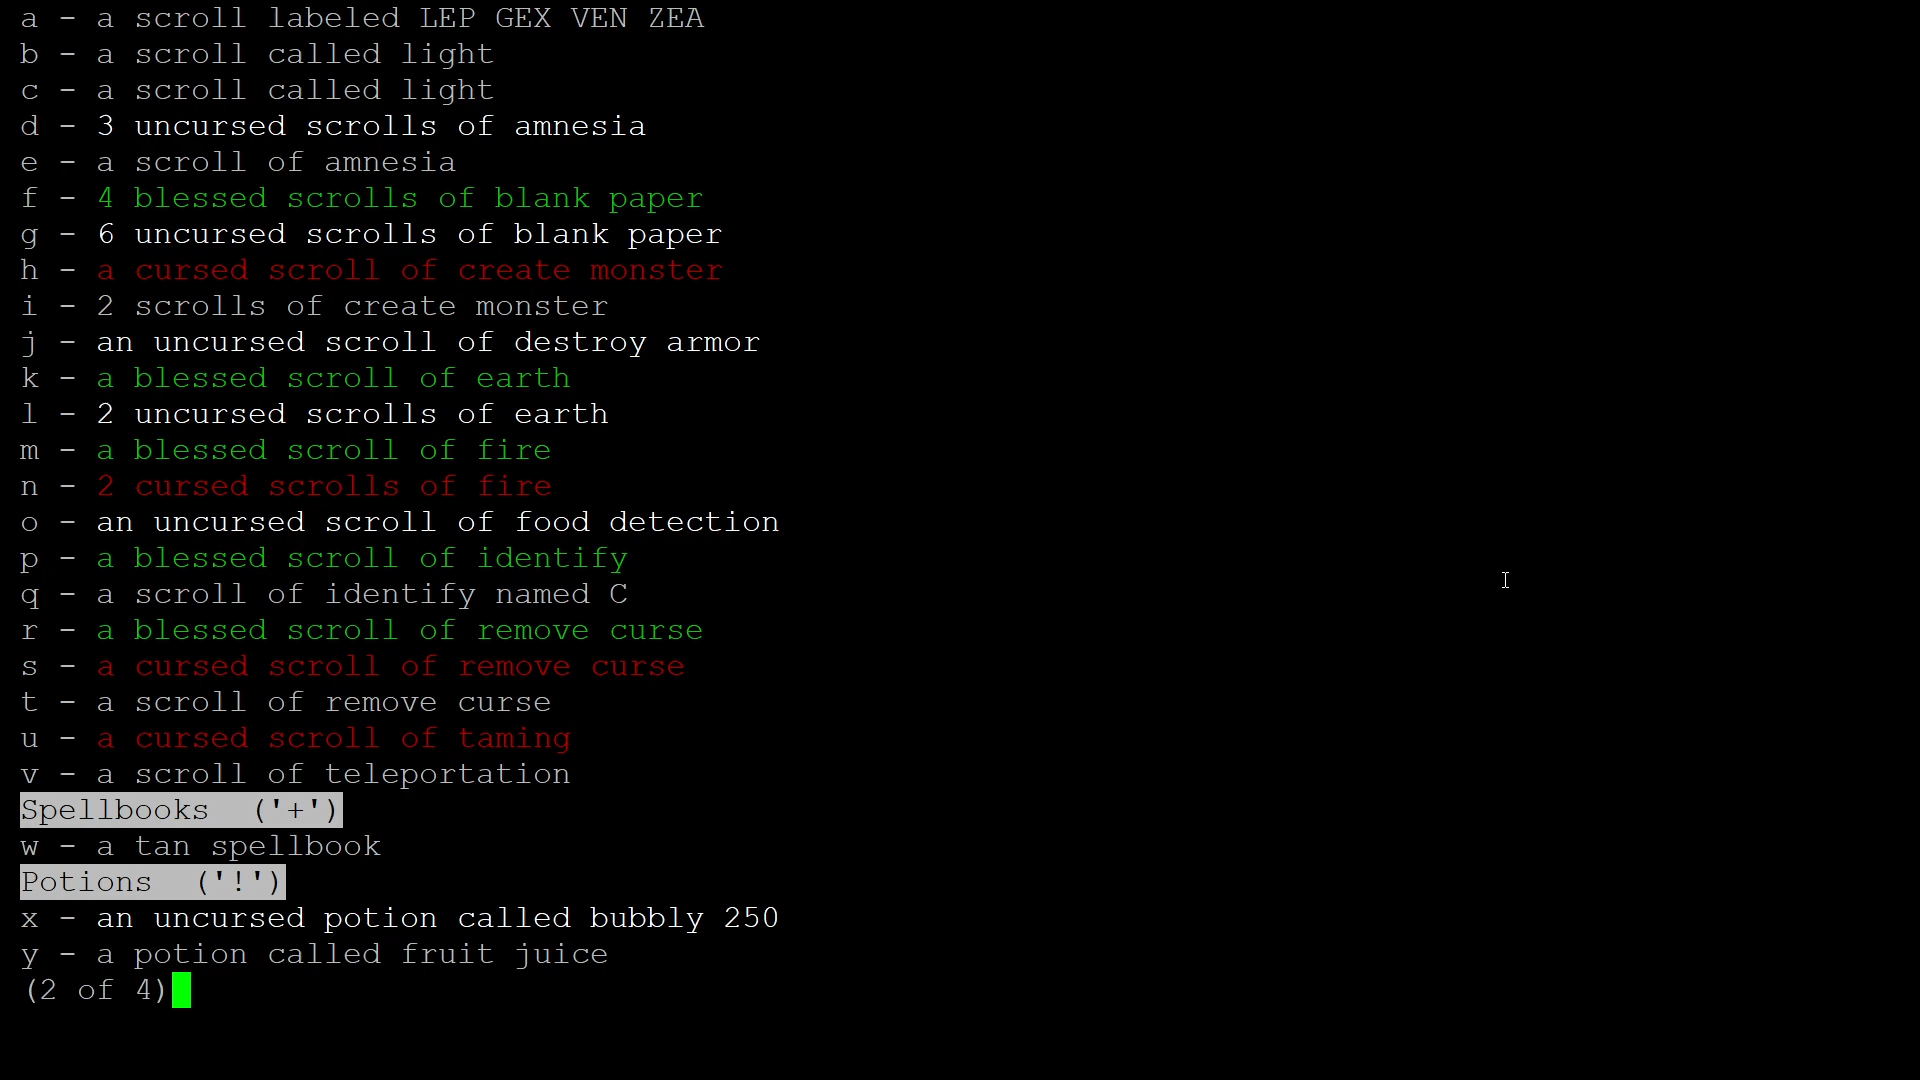 a - a scroll labeled LEP GEX VEN ZEA
b - a scroll called light
c - a scroll called light
d - 3 uncursed scrolls of amnesia
e - a scroll of amnesia
f - 4 blessed scrolls of blank paper
g - 6 uncursed scrolls of blank paper
h - a cursed scroll of create monster
i - 2 scrolls of create monster
j - an uncursed scroll of destroy armor
k - a blessed scroll of earth
l - 2 uncursed scrolls of earth
m - a blessed scroll of fire
n - 2 cursed scrolls of fire
o - an uncursed scroll of food detection
p - a blessed scroll of identify
q - a scroll of identify named C
r - a blessed scroll of remove curse
s - a cursed scroll of remove curse
t - a scroll of remove curse
u - a cursed scroll of taming
v - a scroll of teleportation
Spellbooks  ('+')
w - a tan spellbook
Potions  ('!')
x - an uncursed potion called bubbly 250
y - a potion called fruit juice
(2 of 4)